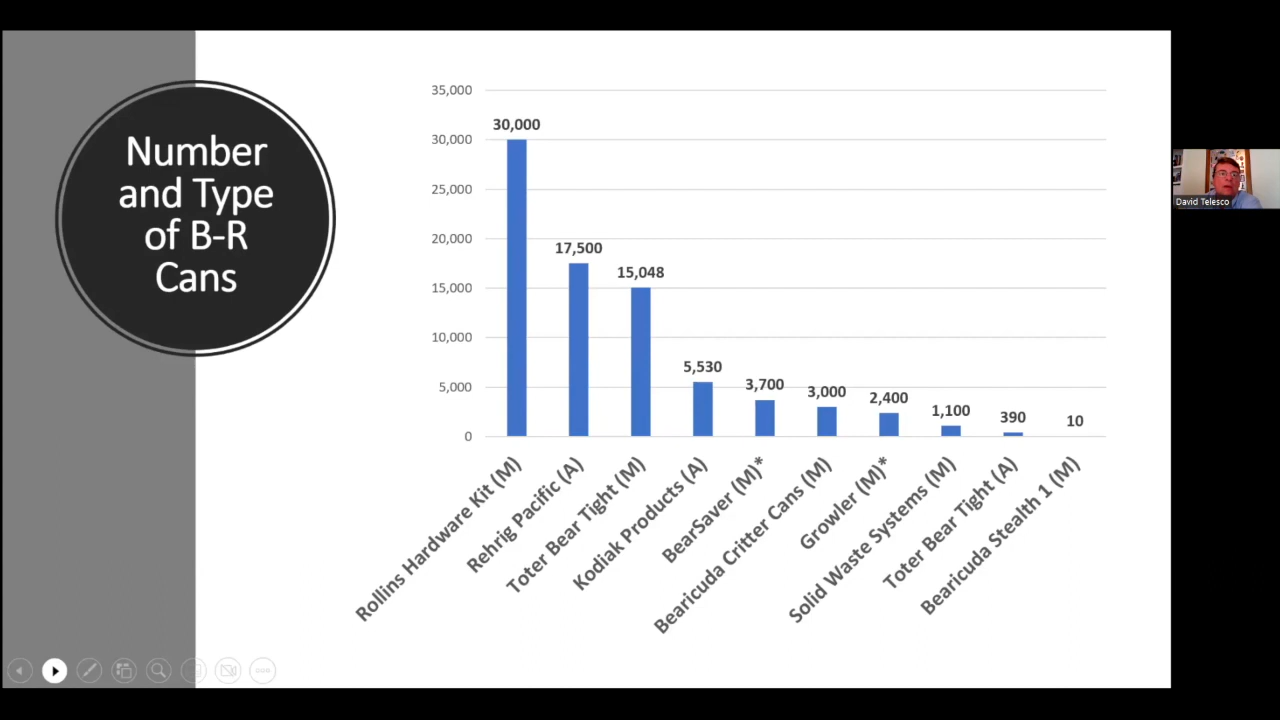 Number
and Type
of B-R
Cans
35,000
30,000
25,000
20,000
15,000
10,000
5,000
0
30,000
17,500
15,048
5,530
3,700
3,000
2,400
1,100
390
10
Rollins Hardware Kit (M)
Rehrig Pacific (A)
Toter Bear Tight (M)
Kodiak Products (A)
BearSaver (M)*
Bearicuda Critter Cans (M)
Growler (M)*
Solid Waste Systems (M)
Toter Bear Tight (A)
Bearicuda Stealth 1 (M)
David Telesco